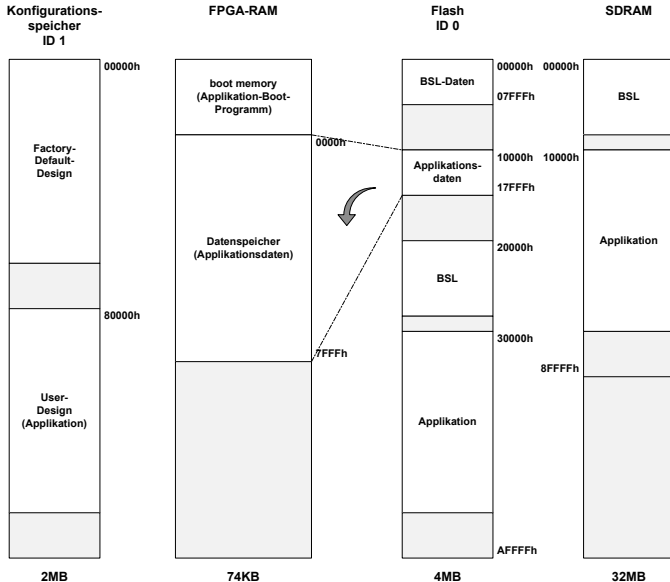 Konfigurations-
speicher
ID 1
00000h
Factory-
Default-
Design
80000h
User-
Design
(Applikation)
2MB
FPGA-RAM
boot memory
(Applikation-Boot-
Programm)
0000h
Datenspeicher
(Applikationsdaten)
7FFFh
74KB
Flash
ID 0
00000h
BSL-Daten
07FFFh
10000h
Applikations-
daten
17FFFh
20000h
BSL
30000h
Applikation
AFFFFh
4MB
SDRAM
00000h
BSL
10000h
Applikation
8FFFFh
32MB